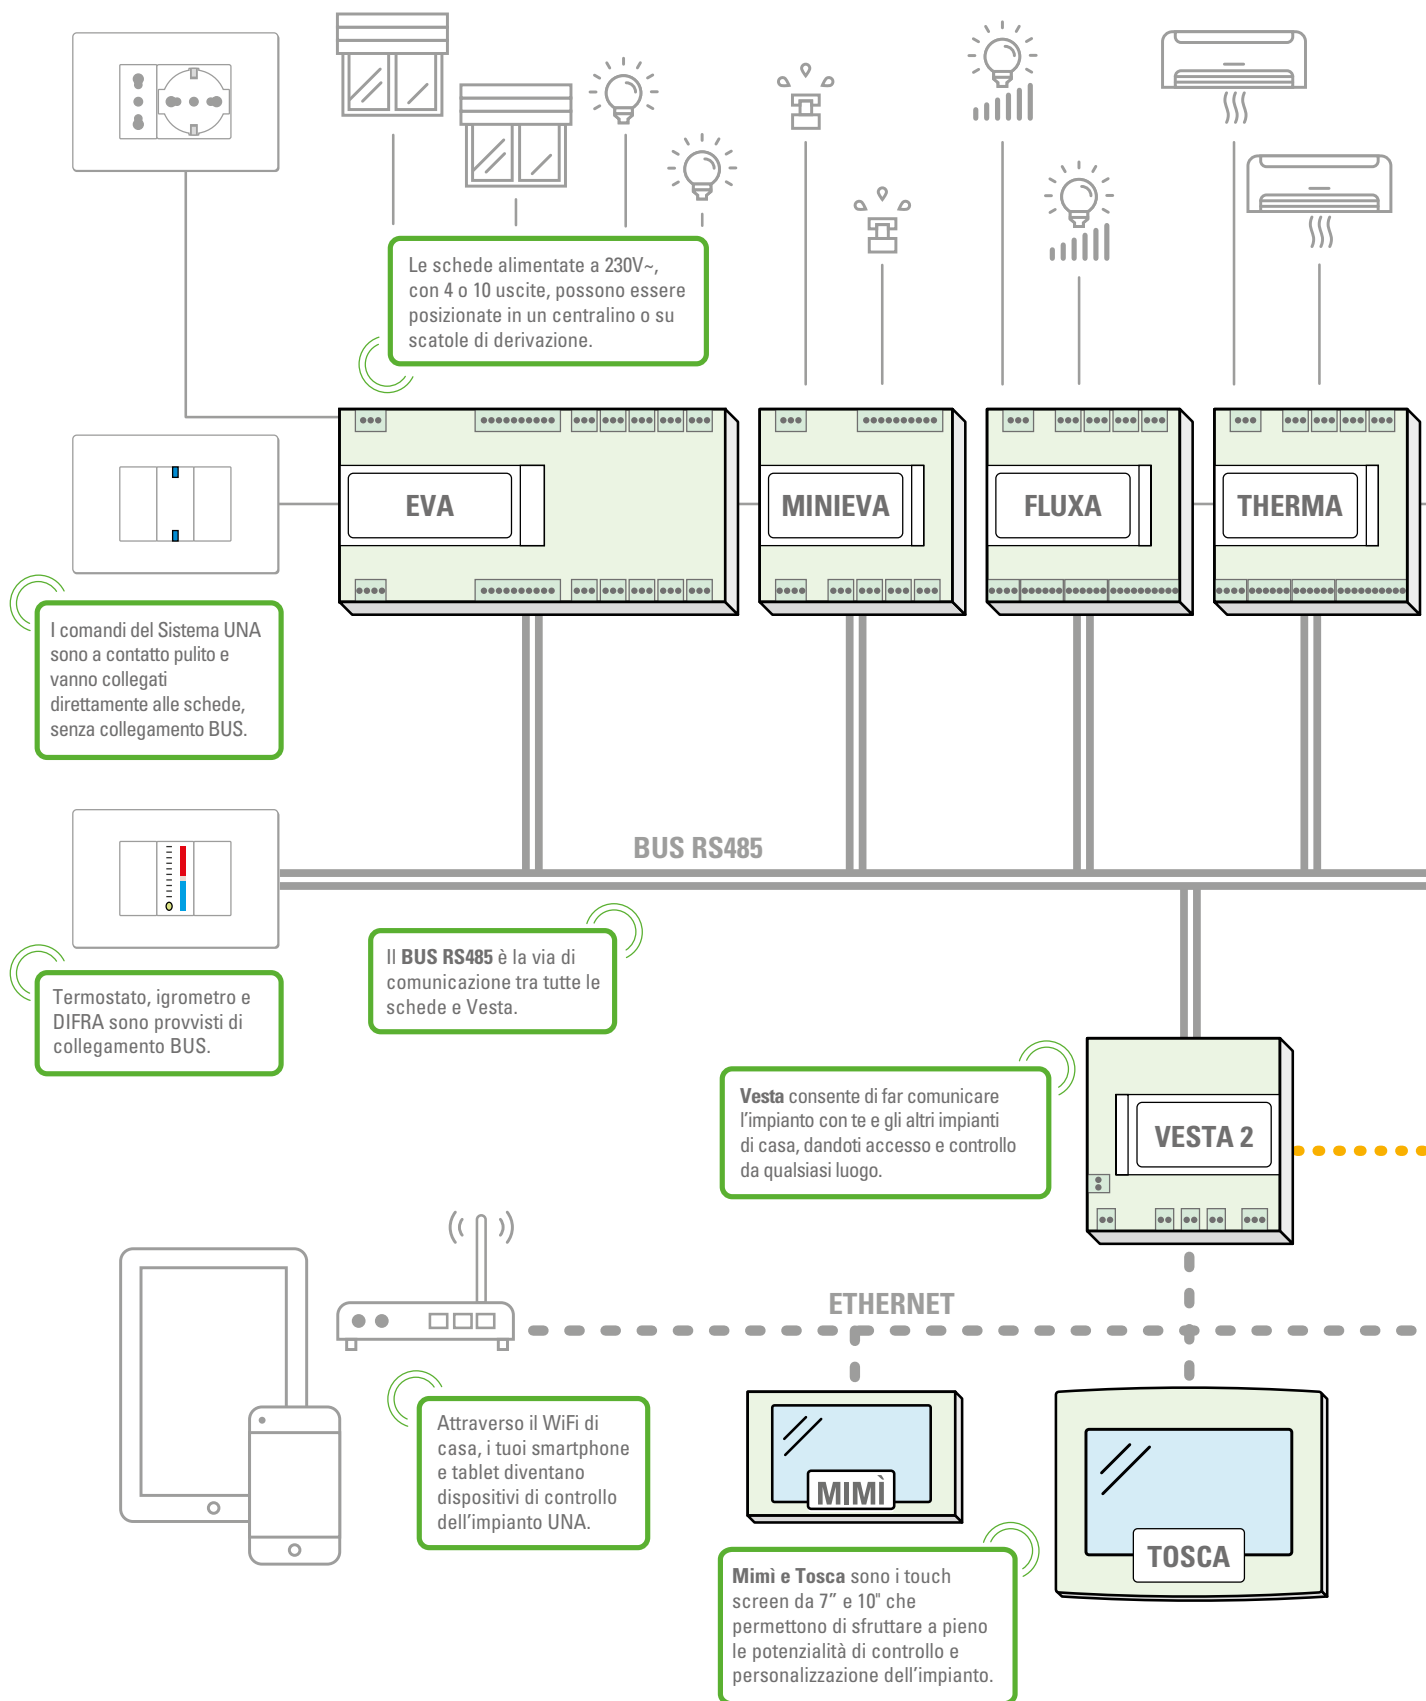 Le schede alimentate a 230V~,
con 4 o 10 uscite, possono essere
posizionate in un centralino o su
scatole di derivazione.
EVA
MINIEVA
FLUXA
THERMA
I comandi del Sistema UNA
sono a contatto pulito e
vanno collegati
direttamente alle schede,
senza collegamento BUS.
BUS RS485
Il BUS RS485 è la via di
comunicazione tra tutte le
schede e Vesta.
Termostato, igrometro e
DIFRA sono provvisti di
collegamento BUS.
Vesta consente di far comunicare
l'impianto con te e gli altri impianti
di casa, dandoti accesso e controllo
da qualsiasi luogo.
VESTA 2
ETHERNET
Attraverso il WiFi di
casa, i tuoi smartphone
e tablet diventano
dispositivi di controllo
dell'impianto UNA.
MIMÌ
TOSCA
Mimì e Tosca sono i touch
screen da 7″ e 10" che
permettono di sfruttare a pieno
le potenzialità di controllo e
personalizzazione dell'impianto.